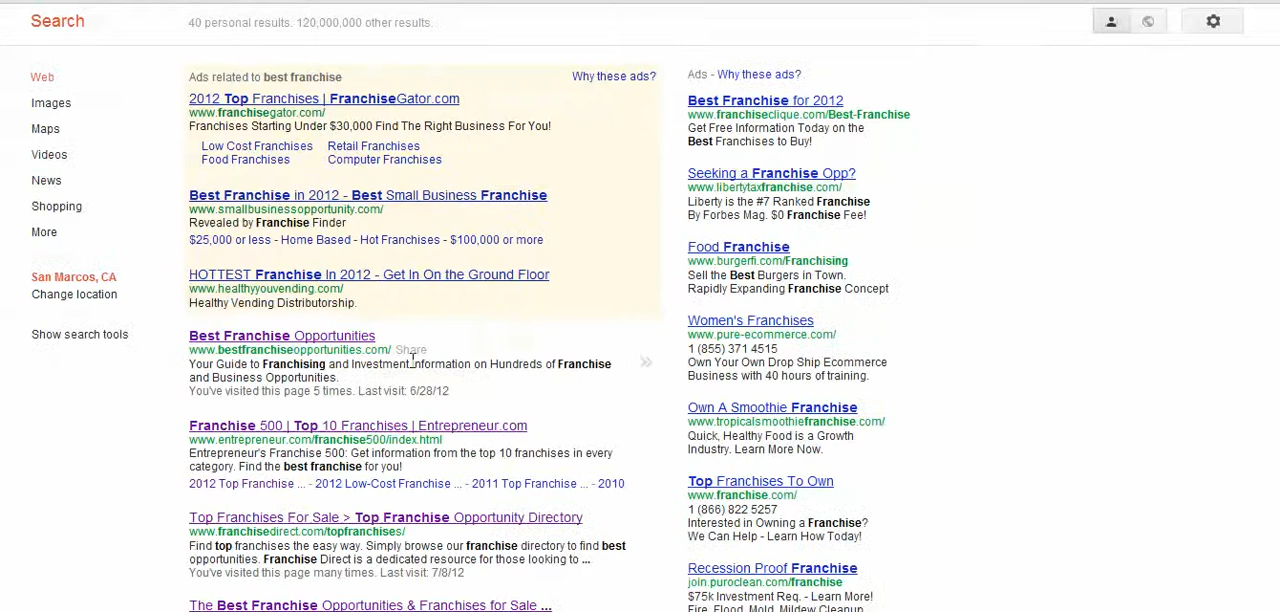 Search
40 personal results. 120,000,000 other results.
Web
Images
Maps
Videos
News
Shopping
More
San Marcos, CA
Change location
Show search tools
Ads related to best franchise
Why these ads?
2012 Top Franchises | FranchiseGator.com
www.franchisegator.com/
Franchises Starting Under $30,000 Find The Right Business For You!
Low Cost Franchises Retail Franchises
Food Franchises Computer Franchises
Best Franchise in 2012 - Best Small Business Franchise
www.smallbusinessopportunity.com/
Revealed by Franchise Finder
$25,000 or less - Home Based - Hot Franchises - $100,000 or more
HOTTEST Franchise In 2012 - Get In On the Ground Floor
www.healthyyouvending.com/
Healthy Vending Distributorship.
Best Franchise Opportunities
www.bestfranchiseopportunities.com/ Share
Your Guide to Franchising and Investment Information on Hundreds of Franchise
and Business Opportunities.
You've visited this page 5 times. Last visit: 6/28/12
Franchise 500 | Top 10 Franchises | Entrepreneur.com
www.entrepreneur.com/franchise500/index.html
Entrepreneur's Franchise 500: Get information from the top 10 franchises in every
category. Find the best franchise for you!
2012 Top Franchise ... - 2012 Low-Cost Franchise ... - 2011 Top Franchise ... - 2010
Top Franchises For Sale > Top Franchise Opportunity Directory
www.franchisedirect.com/topfranchises/
Find top franchises the easy way. Simply browse our franchise directory to find best
opportunities. Franchise Direct is a dedicated resource for those looking to ...
You've visited this page many times. Last visit: 7/8/12
The Best Franchise Opportunities & Franchises for Sale ...
Ads - Why these ads?
Best Franchise for 2012
www.franchiseclique.com/Best-Franchise
Get Free Information Today on the
Best Franchises to Buy!
Seeking a Franchise Opp?
www.libertytaxfranchise.com/
Liberty is the #7 Ranked Franchise
By Forbes Mag. $0 Franchise Fee!
Food Franchise
www.burgerfi.com/Franchising
Sell the Best Burgers in Town.
Rapidly Expanding Franchise Concept
Women's Franchises
www.pure-ecommerce.com/
1 (855) 371 4515
Own Your Own Drop Ship Ecommerce
Business with 40 hours of training.
Own A Smoothie Franchise
www.tropicalsmoothiefranchise.com/
Quick, Healthy Food is a Growth
Industry. Learn More Now.
Top Franchises To Own
www.franchise.com/
1 (866) 822 5257
Interested in Owning a Franchise?
We Can Help - Learn How Today!
Recession Proof Franchise
join.puroclean.com/franchise
$75k Investment Req. - Learn More!
Fire, Flood, Mold, Mildew Cleanup